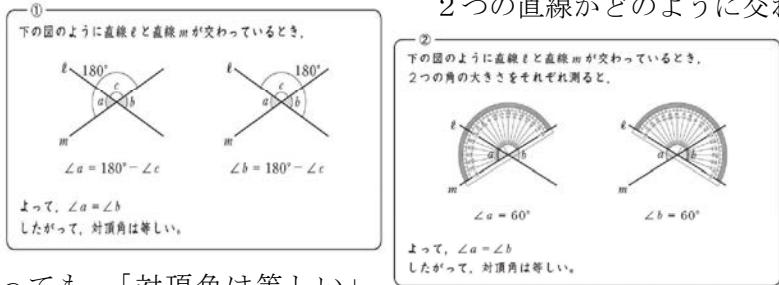 ２つの直線がどのように交わ
①
下の図のように直線ℓと直線mが交わっているとき，
ℓ 180° c a b m
180° ℓ c a b m
∠a = 180°－∠c
∠b = 180°－∠c
よって，∠a＝∠b
したがって，対頂角は等しい。
②
下の図のように直線ℓと直線mが交わっているとき，
２つの角の大きさをそれぞれ測ると，
ℓ a b m
ℓ a b m
∠a = 60°
∠b = 60°
よって，∠a＝∠b
したがって，対頂角は等しい。
っても，「対頂角は等しい」